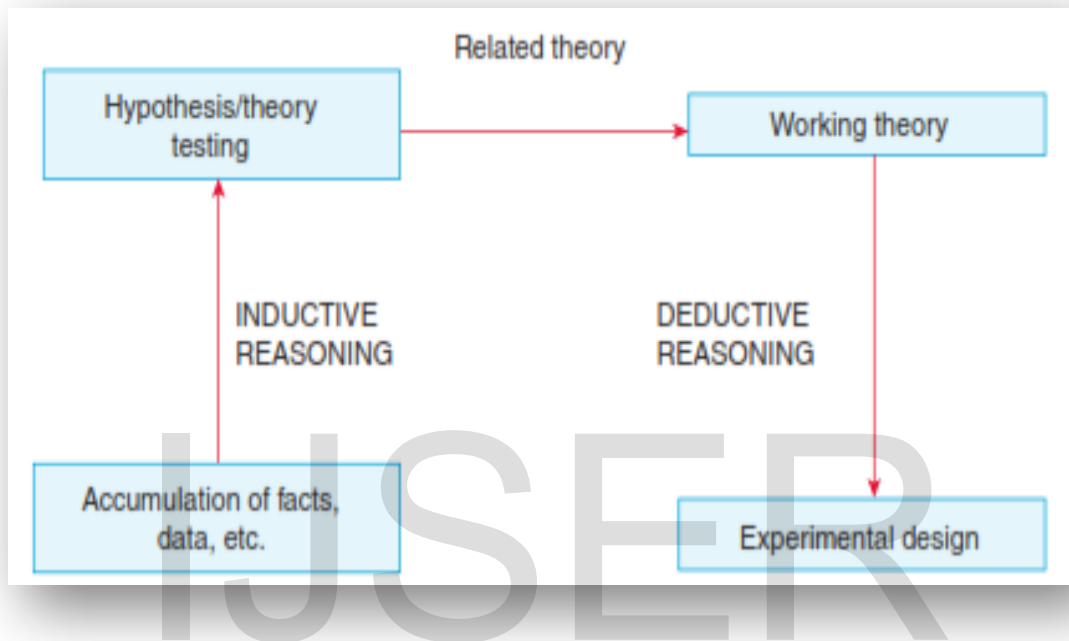 Related theory
Hypothesis/theory
testing
Working theory
INDUCTIVE
REASONING
DEDUCTIVE
REASONING
Accumulation of facts,
data, etc.
Experimental design
IJSER